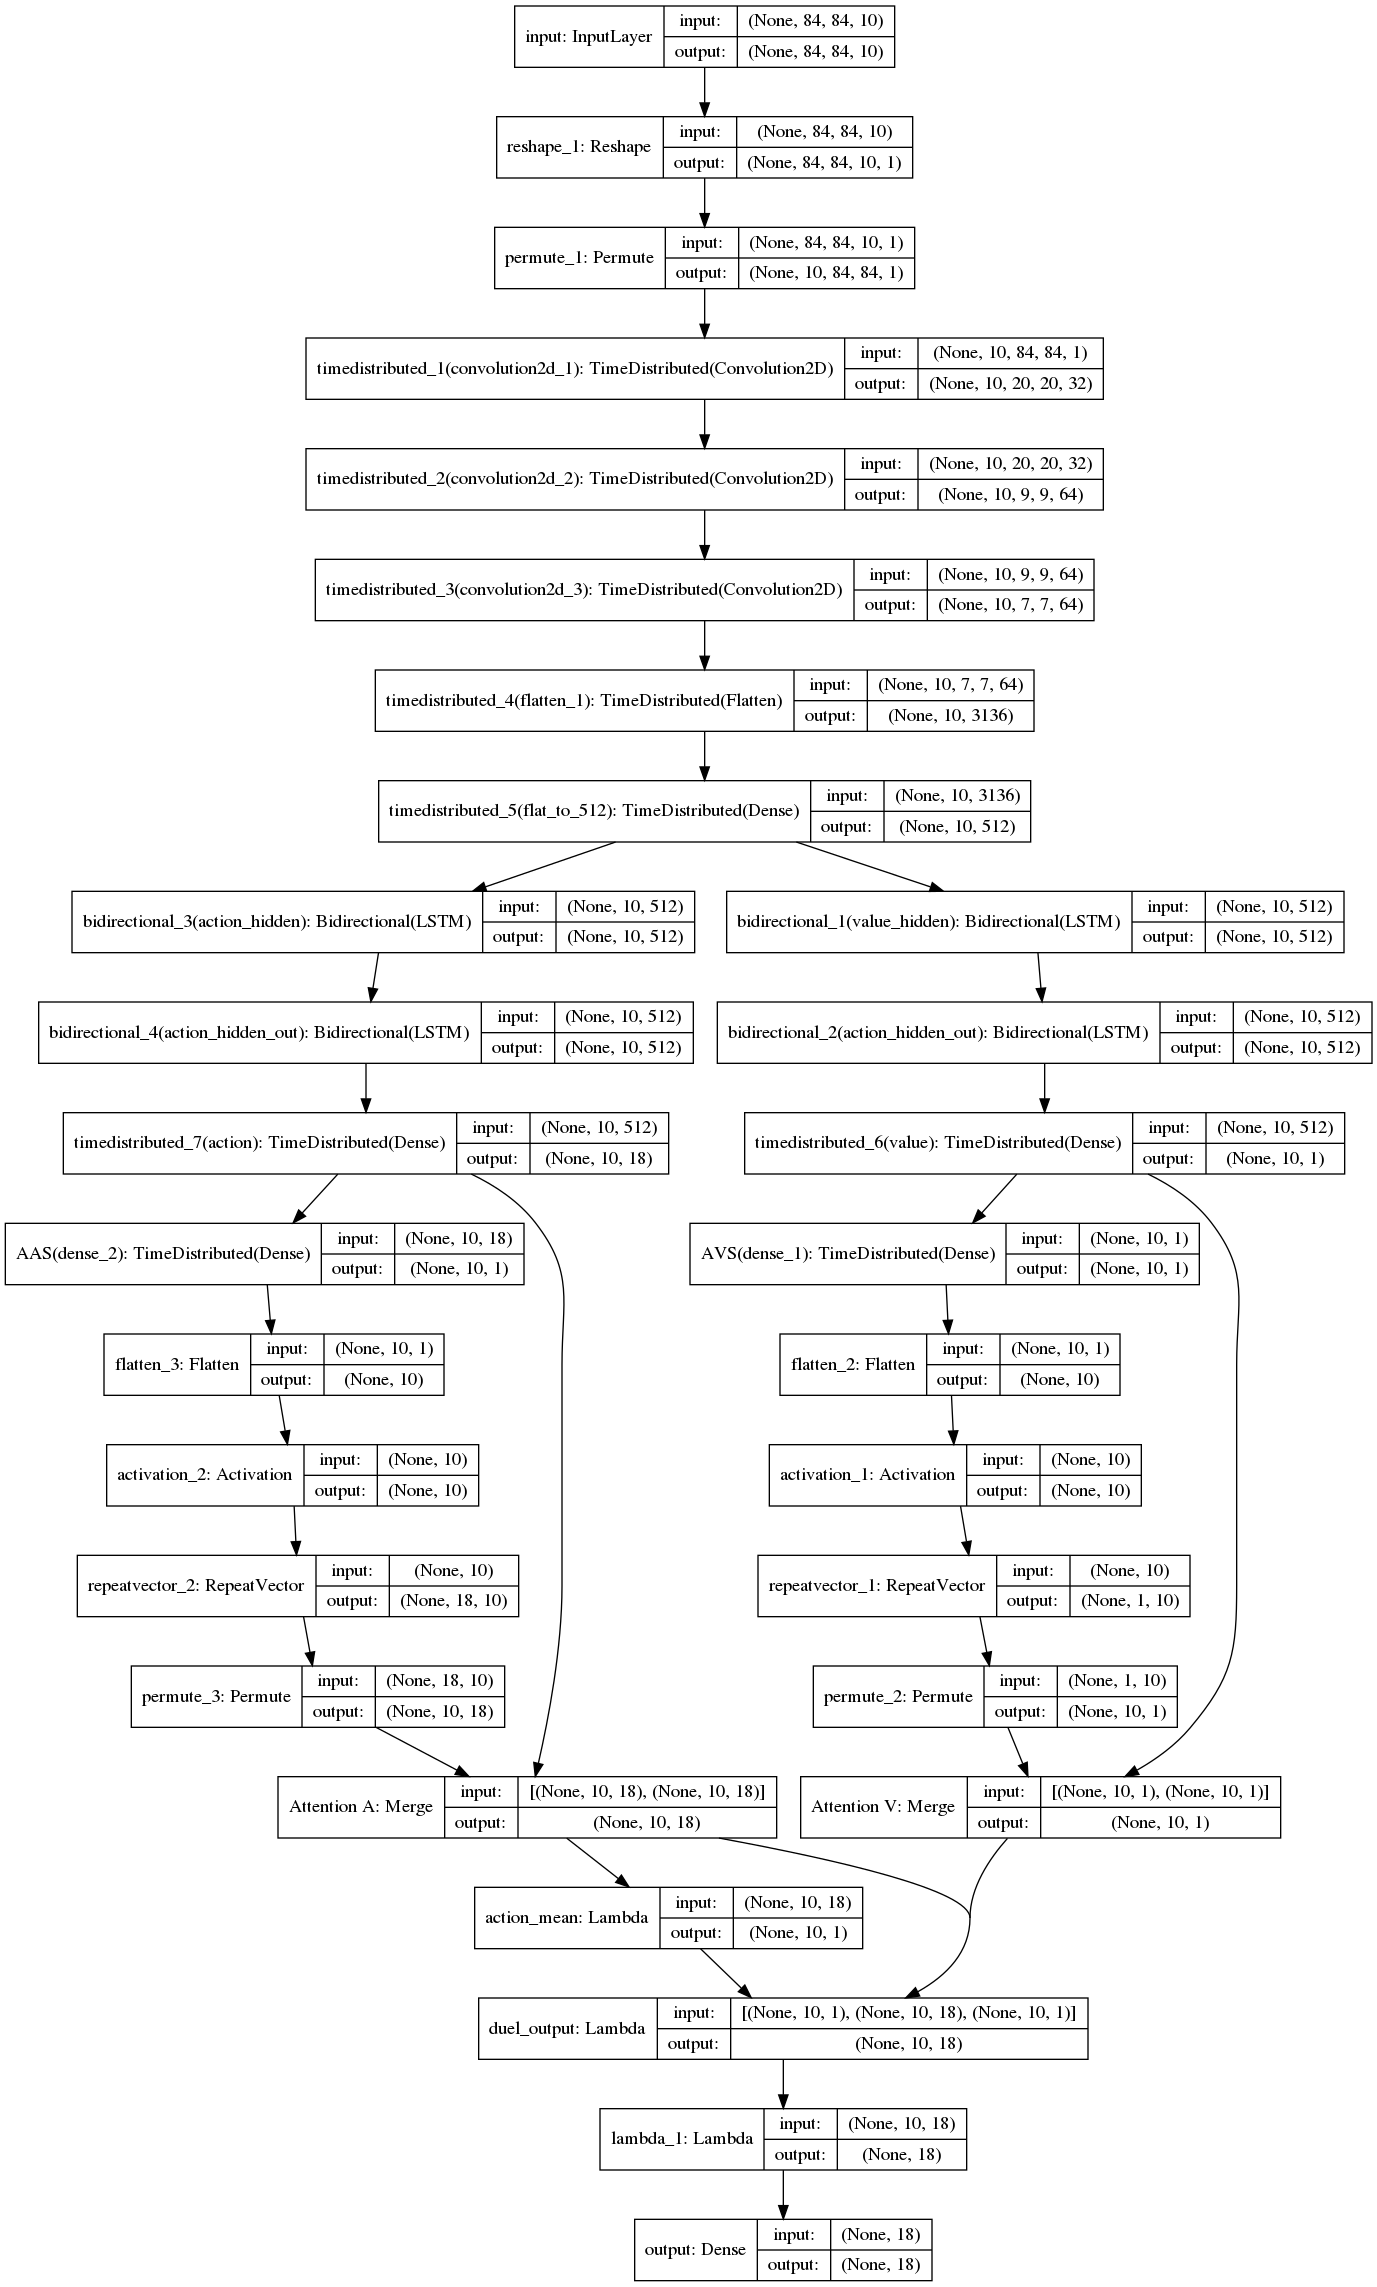 input: InputLayer
input: (None, 84, 84, 10)
output: (None, 84, 84, 10)
reshape_1: Reshape
input: (None, 84, 84, 10)
output: (None, 84, 84, 10, 1)
permute_1: Permute
input: (None, 84, 84, 10, 1)
output: (None, 10, 84, 84, 1)
timedistributed_1(convolution2d_1): TimeDistributed(Convolution2D)
input: (None, 10, 84, 84, 1)
output: (None, 10, 20, 20, 32)
timedistributed_2(convolution2d_2): TimeDistributed(Convolution2D)
input: (None, 10, 20, 20, 32)
output: (None, 10, 9, 9, 64)
timedistributed_3(convolution2d_3): TimeDistributed(Convolution2D)
input: (None, 10, 9, 9, 64)
output: (None, 10, 7, 7, 64)
timedistributed_4(flatten_1): TimeDistributed(Flatten)
input: (None, 10, 7, 7, 64)
output: (None, 10, 3136)
timedistributed_5(flat_to_512): TimeDistributed(Dense)
input: (None, 10, 3136)
output: (None, 10, 512)
bidirectional_3(action_hidden): Bidirectional(LSTM)
input: (None, 10, 512)
output: (None, 10, 512)
bidirectional_1(value_hidden): Bidirectional(LSTM)
input: (None, 10, 512)
output: (None, 10, 512)
bidirectional_4(action_hidden_out): Bidirectional(LSTM)
input: (None, 10, 512)
output: (None, 10, 512)
bidirectional_2(action_hidden_out): Bidirectional(LSTM)
input: (None, 10, 512)
output: (None, 10, 512)
timedistributed_7(action): TimeDistributed(Dense)
input: (None, 10, 512)
output: (None, 10, 18)
timedistributed_6(value): TimeDistributed(Dense)
input: (None, 10, 512)
output: (None, 10, 1)
AAS(dense_2): TimeDistributed(Dense)
input: (None, 10, 18)
output: (None, 10, 1)
AVS(dense_1): TimeDistributed(Dense)
input: (None, 10, 1)
output: (None, 10, 1)
flatten_3: Flatten
input: (None, 10, 1)
output: (None, 10)
flatten_2: Flatten
input: (None, 10, 1)
output: (None, 10)
activation_2: Activation
input: (None, 10)
output: (None, 10)
activation_1: Activation
input: (None, 10)
output: (None, 10)
repeatvector_2: RepeatVector
input: (None, 10)
output: (None, 18, 10)
repeatvector_1: RepeatVector
input: (None, 10)
output: (None, 1, 10)
permute_3: Permute
input: (None, 18, 10)
output: (None, 10, 18)
permute_2: Permute
input: (None, 1, 10)
output: (None, 10, 1)
Attention A: Merge
input: [(None, 10, 18), (None, 10, 18)]
output: (None, 10, 18)
Attention V: Merge
input: [(None, 10, 1), (None, 10, 1)]
output: (None, 10, 1)
action_mean: Lambda
input: (None, 10, 18)
output: (None, 10, 1)
duel_output: Lambda
input: [(None, 10, 1), (None, 10, 18), (None, 10, 1)]
output: (None, 10, 18)
lambda_1: Lambda
input: (None, 10, 18)
output: (None, 18)
output: Dense
input: (None, 18)
output: (None, 18)